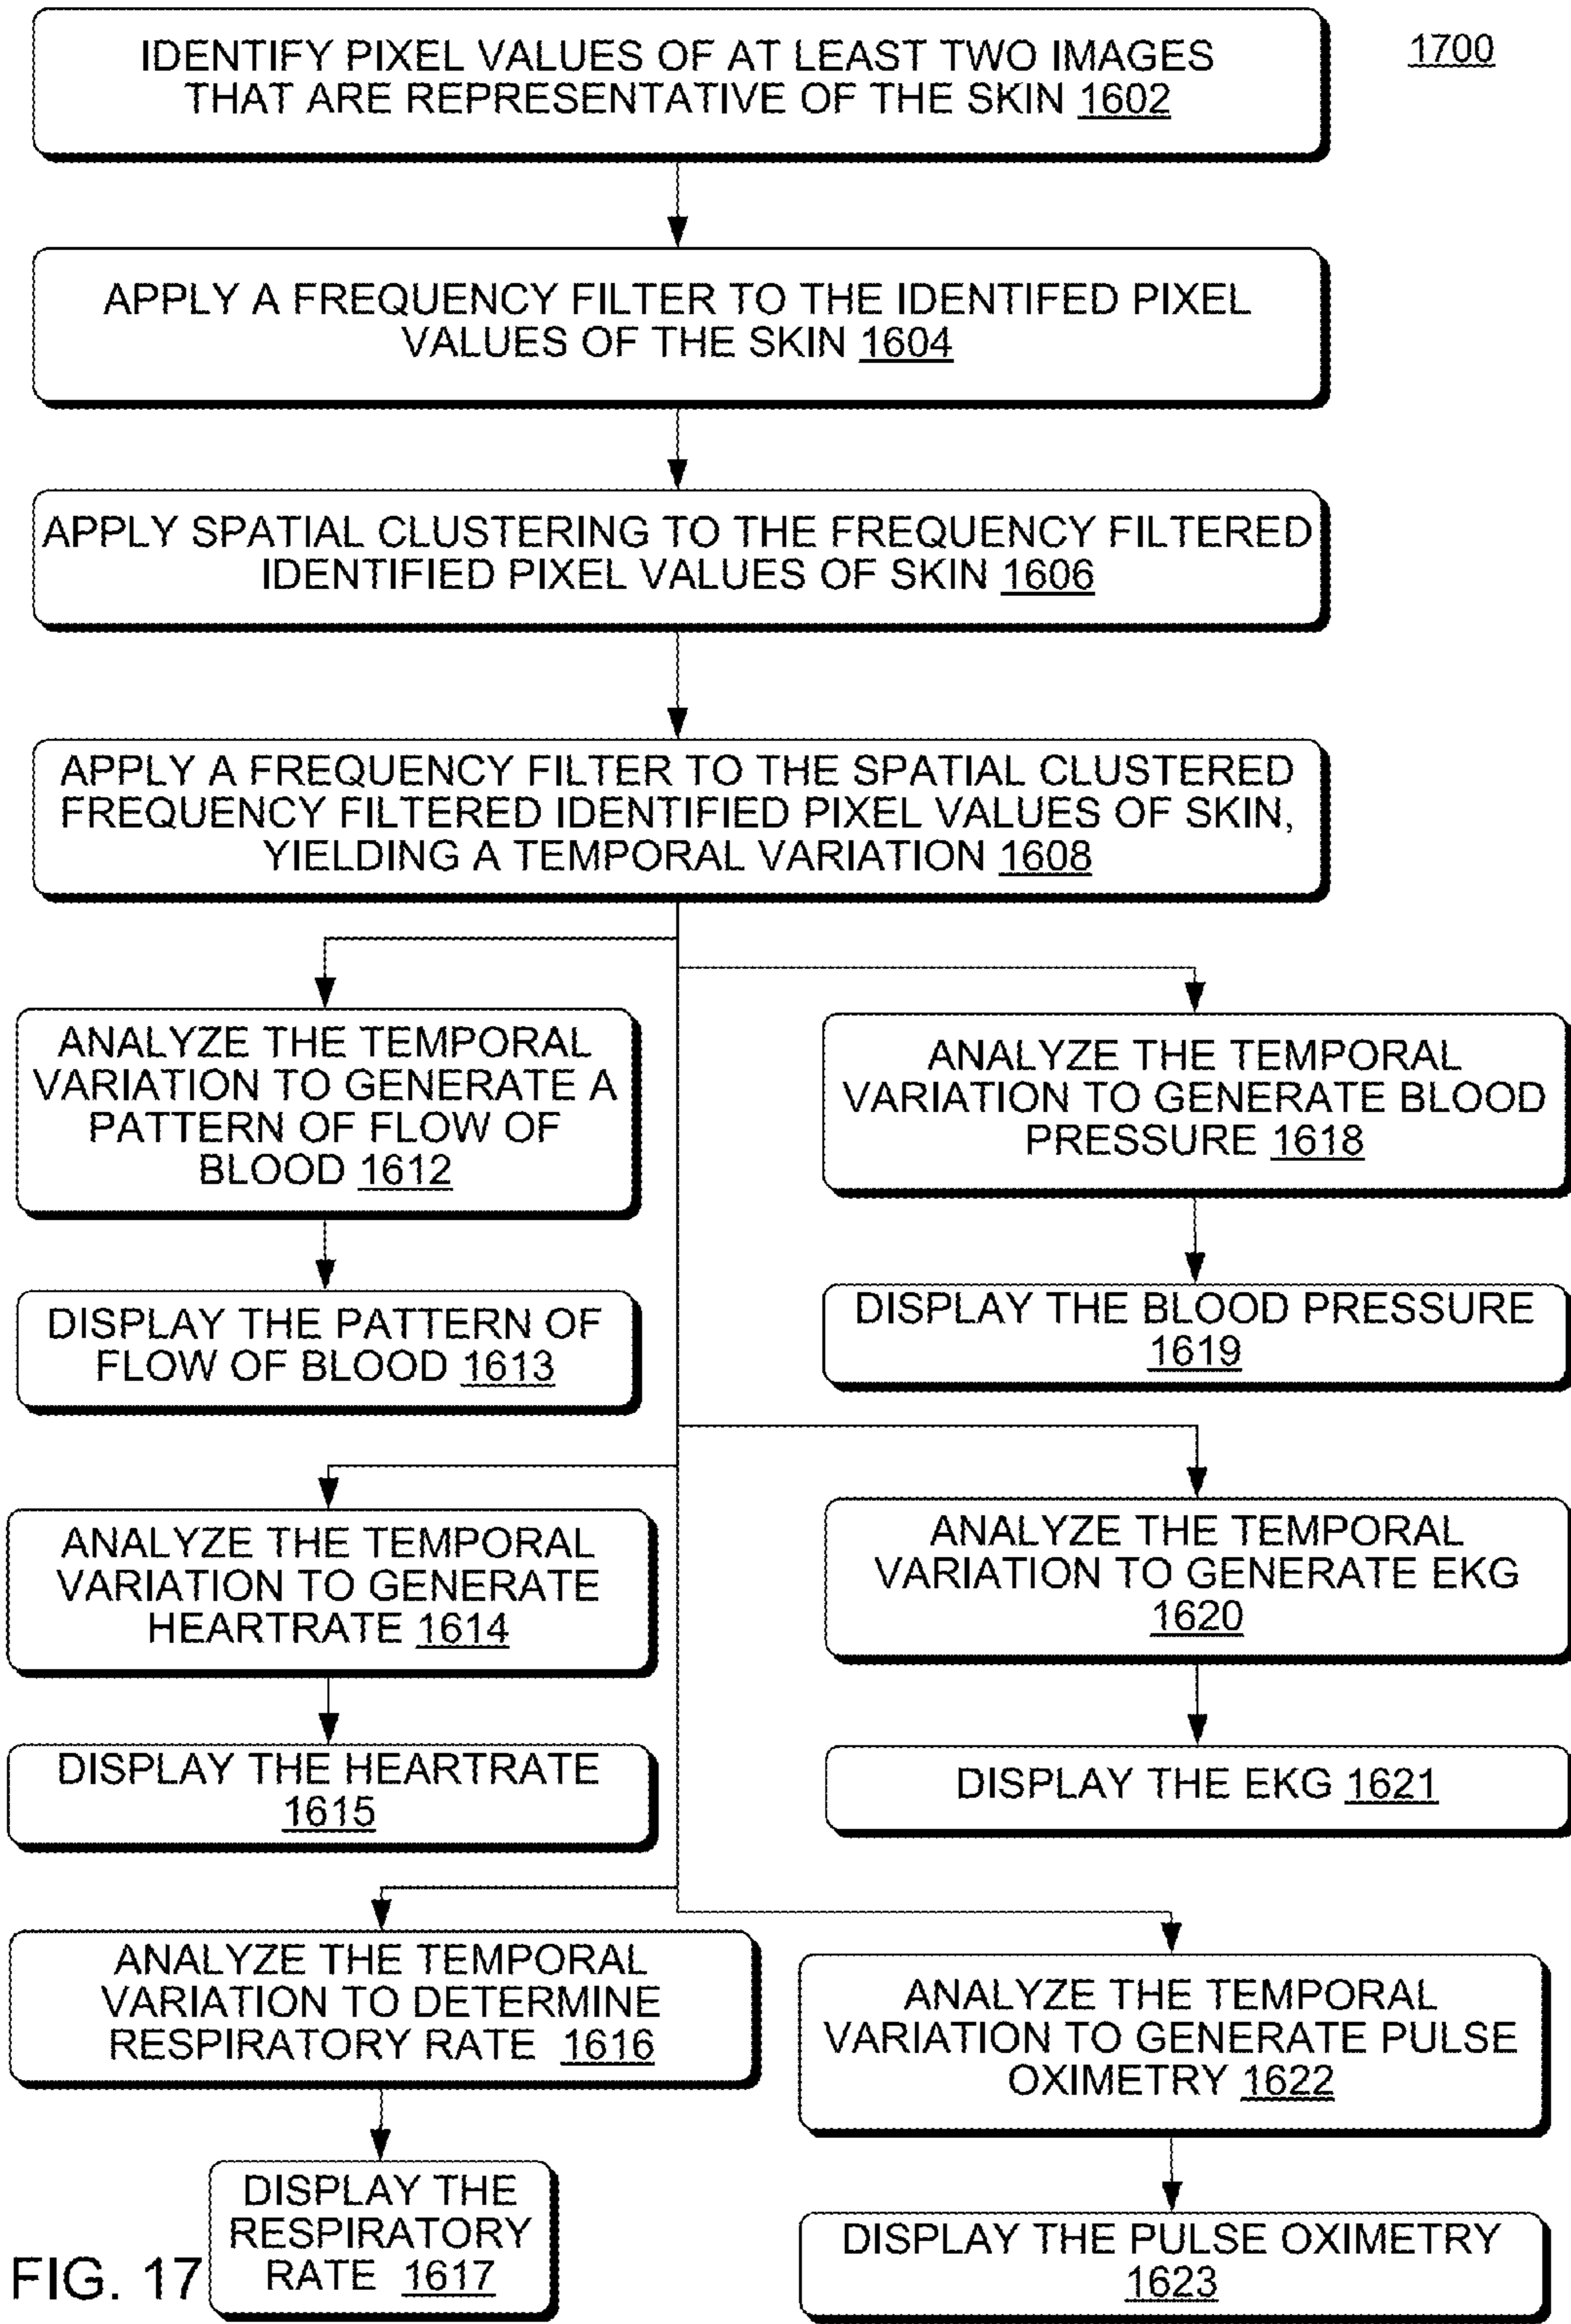 1700
IDENTIFY PIXEL VALUES OF AT LEAST TWO IMAGES
THAT ARE REPRESENTATIVE OF THE SKIN 1602
APPLY A FREQUENCY FILTER TO THE IDENTIFED PIXEL
VALUES OF THE SKIN 1604
APPLY SPATIAL CLUSTERING TO THE FREQUENCY FILTERED
IDENTIFIED PIXEL VALUES OF SKIN 1606
APPLY A FREQUENCY FILTER TO THE SPATIAL CLUSTERED
FREQUENCY FILTERED IDENTIFIED PIXEL VALUES OF SKIN,
YIELDING A TEMPORAL VARIATION 1608
ANALYZE THE TEMPORAL
VARIATION TO GENERATE A
PATTERN OF FLOW OF
BLOOD 1612
DISPLAY THE PATTERN OF
FLOW OF BLOOD 1613
ANALYZE THE TEMPORAL
VARIATION TO GENERATE BLOOD
PRESSURE 1618
DISPLAY THE BLOOD PRESSURE
1619
ANALYZE THE TEMPORAL
VARIATION TO GENERATE
HEARTRATE 1614
DISPLAY THE HEARTRATE
1615
ANALYZE THE TEMPORAL
VARIATION TO GENERATE EKG
1620
DISPLAY THE EKG 1621
ANALYZE THE TEMPORAL
VARIATION TO DETERMINE
RESPIRATORY RATE 1616
DISPLAY THE
RESPIRATORY
RATE 1617
ANALYZE THE TEMPORAL
VARIATION TO GENERATE PULSE
OXIMETRY 1622
DISPLAY THE PULSE OXIMETRY
1623
FIG. 17